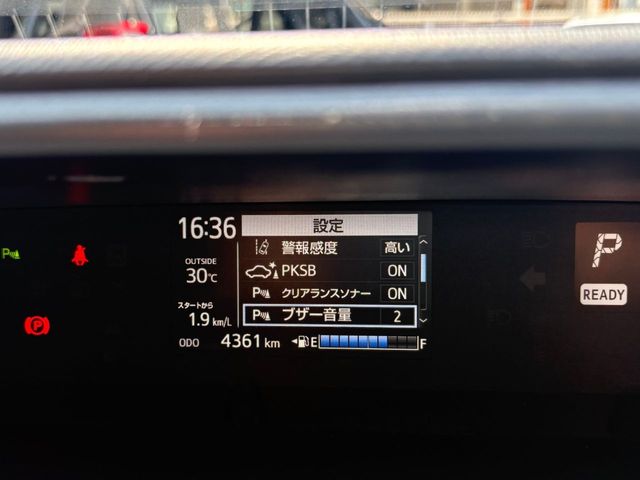 16:36
設定
警報感度 高い
OUTSIDE
30℃
PKSB ON
P クリアランスソナー ON
スタートから
1.9 km/L
P ブザー音量 2
ODO 4361 km
E F
P
P
P
READY